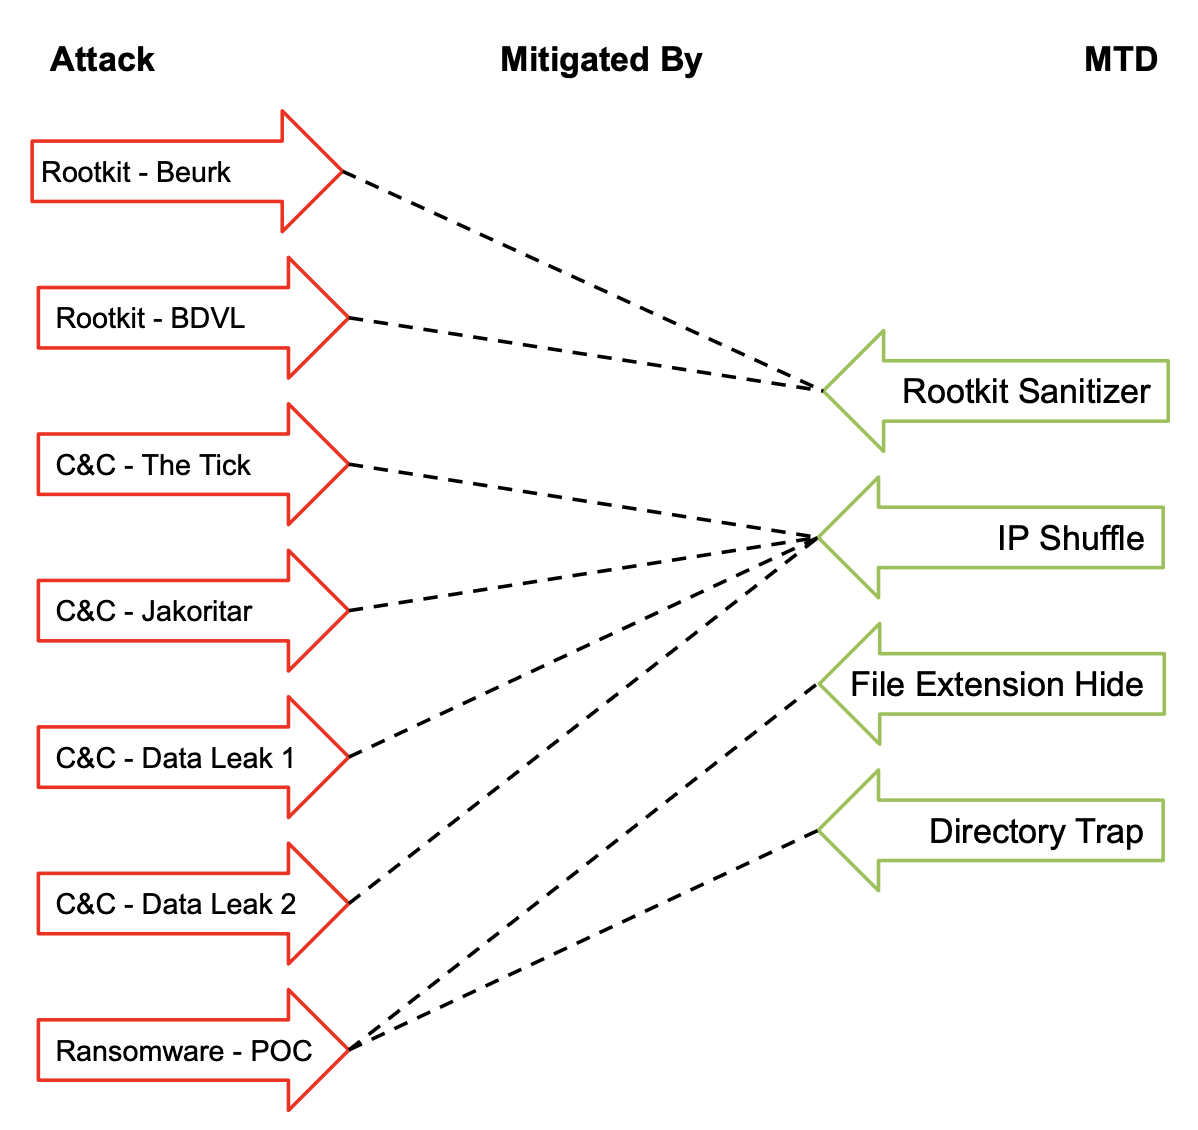 Attack
Mitigated By
MTD
Rootkit - Beurk
Rootkit - BDVL
Rootkit Sanitizer
C&C - The Tick
IP Shuffle
C&C - Jakoritar
File Extension Hide
C&C - Data Leak 1
Directory Trap
C&C - Data Leak 2
Ransomware - POC